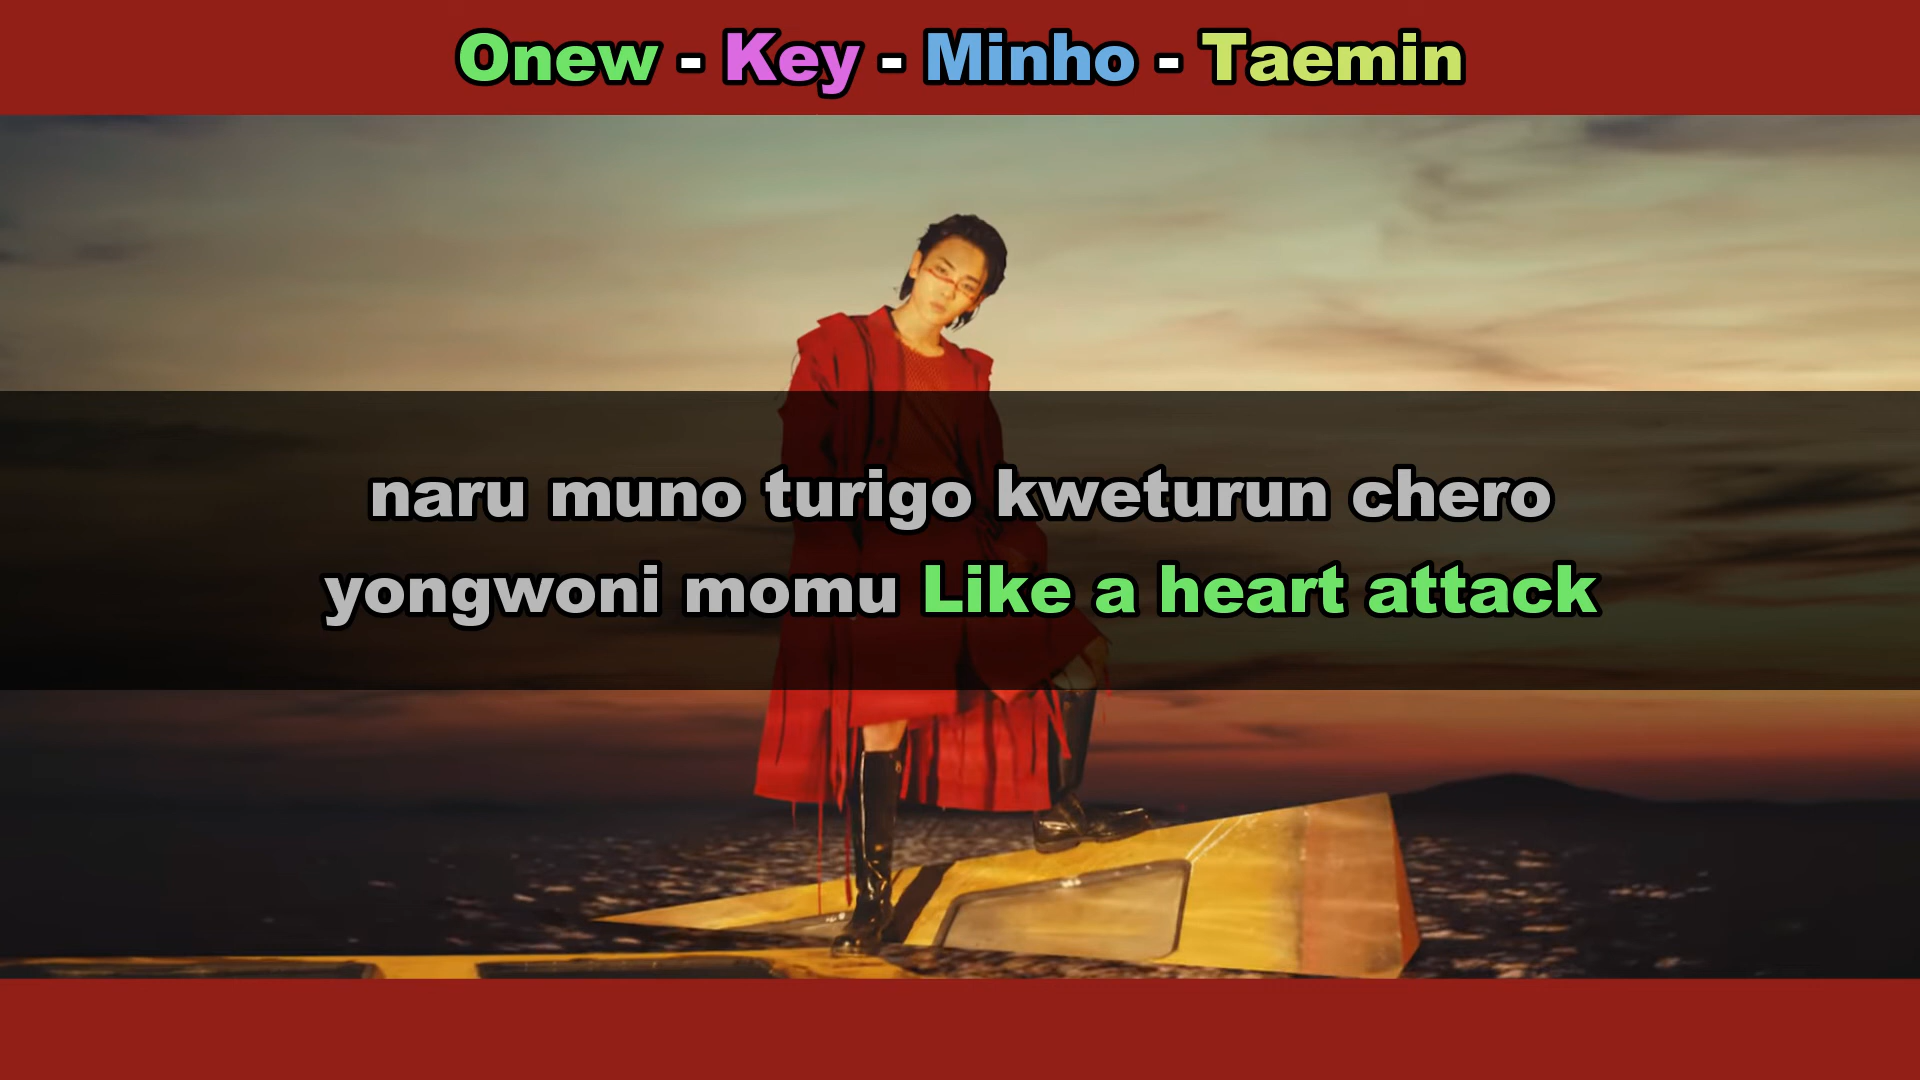 Onew - Key - Minho - Taemin
naru muno turigo kweturun chero
yongwoni momu Like a heart attack